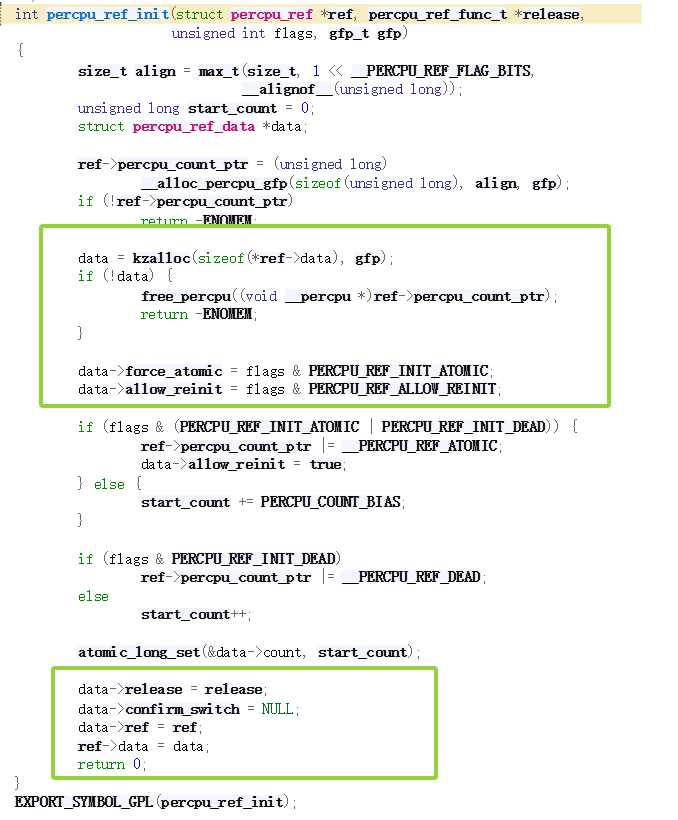 int percpu_ref_init(struct percpu_ref *ref, percpu_ref_func_t *release,
unsigned int flags, gfp_t gfp)
{
size_t align = max_t(size_t, 1 << __PERCPU_REF_FLAG_BITS,
__alignof__(unsigned long));
unsigned long start_count = 0;
struct percpu_ref_data *data;
ref->percpu_count_ptr = (unsigned long)
__alloc_percpu_gfp(sizeof(unsigned long), align, gfp);
if (!ref->percpu_count_ptr)
return -ENOMEM;
data = kzalloc(sizeof(*ref->data), gfp);
if (!data) {
free_percpu((void __percpu *)ref->percpu_count_ptr);
return -ENOMEM;
}
data->force_atomic = flags & PERCPU_REF_INIT_ATOMIC;
data->allow_reinit = flags & PERCPU_REF_ALLOW_REINIT;
if (flags & (PERCPU_REF_INIT_ATOMIC | PERCPU_REF_INIT_DEAD)) {
ref->percpu_count_ptr |= __PERCPU_REF_ATOMIC;
data->allow_reinit = true;
} else {
start_count += PERCPU_COUNT_BIAS;
}
if (flags & PERCPU_REF_INIT_DEAD)
ref->percpu_count_ptr |= __PERCPU_REF_DEAD;
else
start_count++;
atomic_long_set(&data->count, start_count);
data->release = release;
data->confirm_switch = NULL;
data->ref = ref;
ref->data = data;
return 0;
}
EXPORT_SYMBOL_GPL(percpu_ref_init);